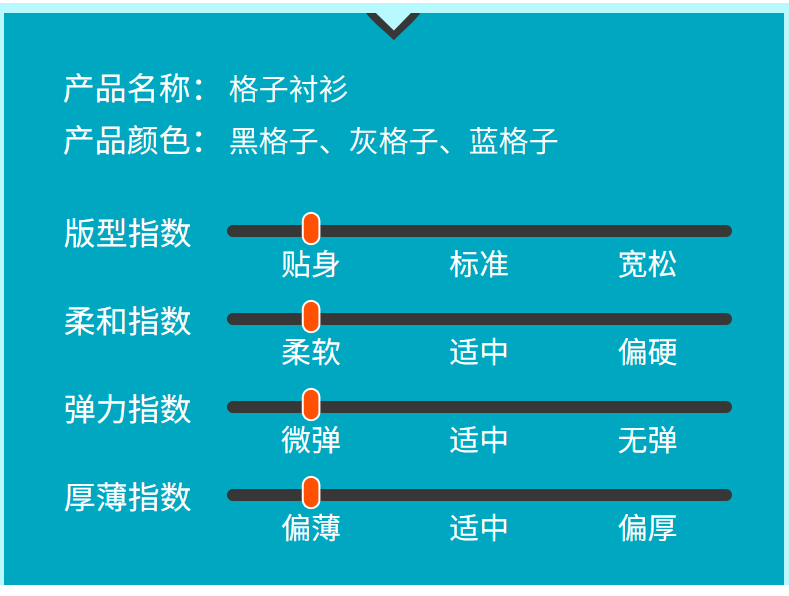 产品名称： 格子衬衫
产品颜色： 黑格子、灰格子、蓝格子
版型指数
贴身 标准 宽松
柔和指数
柔软 适中 偏硬
弹力指数
微弹 适中 无弹
厚薄指数
偏薄 适中 偏厚